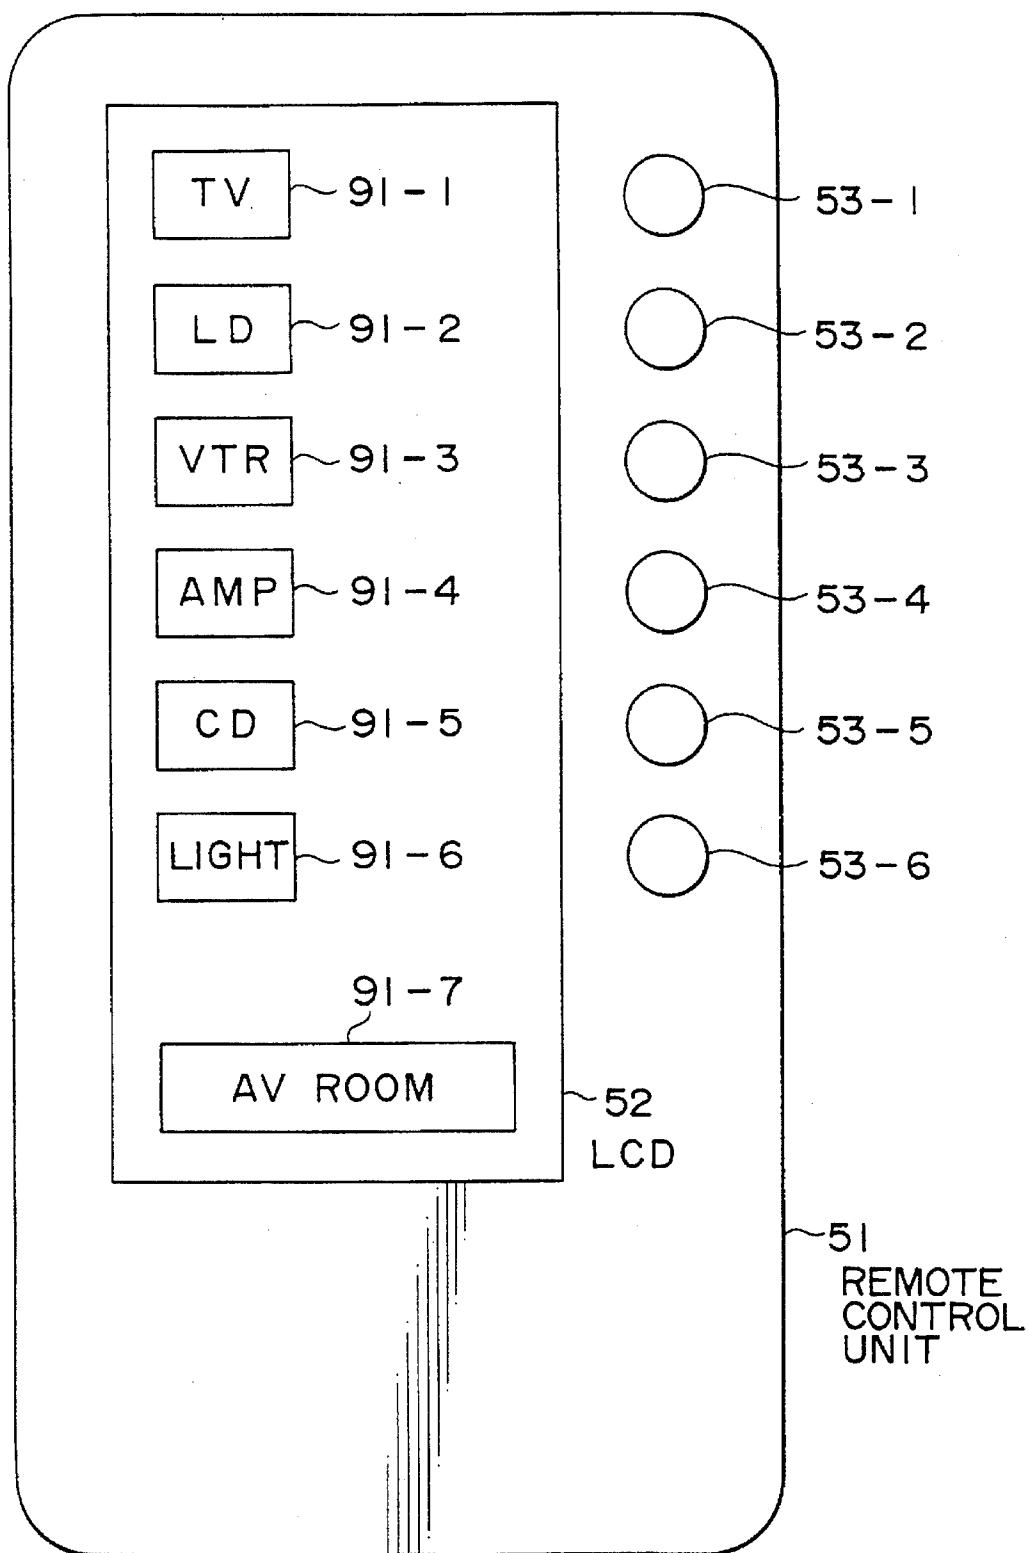 TV 91-1 53-1
LD 91-2 53-2
VTR 91-3 53-3
AMP 91-4 53-4
CD 91-5 53-5
LIGHT 91-6 53-6
91-7
AV ROOM
52
LCD
51
REMOTE
CONTROL
UNIT